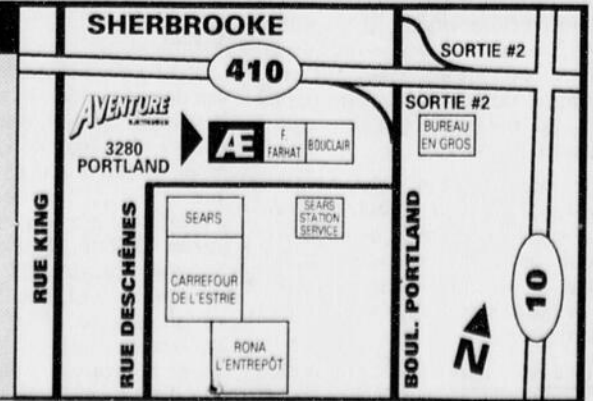 SHERBROOKE
410
SORTIE #2
SORTIE #2
BUREAU
EN GROS
AVENTURE
ÉLECTRONIQUE
3280
PORTLAND
Æ
F.
FARHAT
BOUCLAIR
RUE KING
RUE DESCHÊNES
SEARS
SEARS
STATION
SERVICE
CARREFOUR
DE L'ESTRIE
RONA
L'ENTREPÔT
BOUL. PORTLAND
10
N